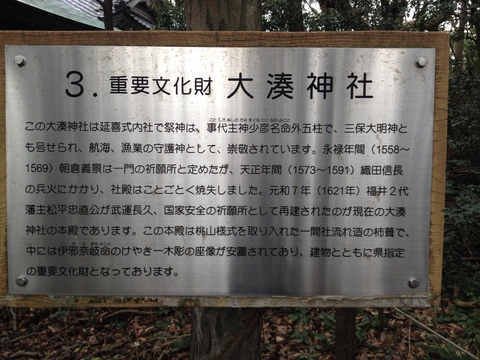 3．重要文化財 大湊神社
この大湊神社は延喜式内社で祭神は、事代主神少彦名命外五柱で、三保大明神と
も号せられ、航海、漁業の守護神として、崇敬されています。永禄年間（1558〜
1569）朝倉義景は一門の祈願所と定めたが、天正年間（1573〜1591）織田信長
の兵火にかかり、社殿はことごとく焼失しました。元和7年（1621年）福井2代
藩主松平忠直公が武運長久、国家安全の祈願所として再建されたのが現在の大湊
神社の本殿であります。この本殿は桃山様式を取り入れた一間社流れ造の柿葺で、
中には伊邪奈岐命のけやき一木彫の座像が安置されてあり、建物とともに県指定
の重要文化財となっております。